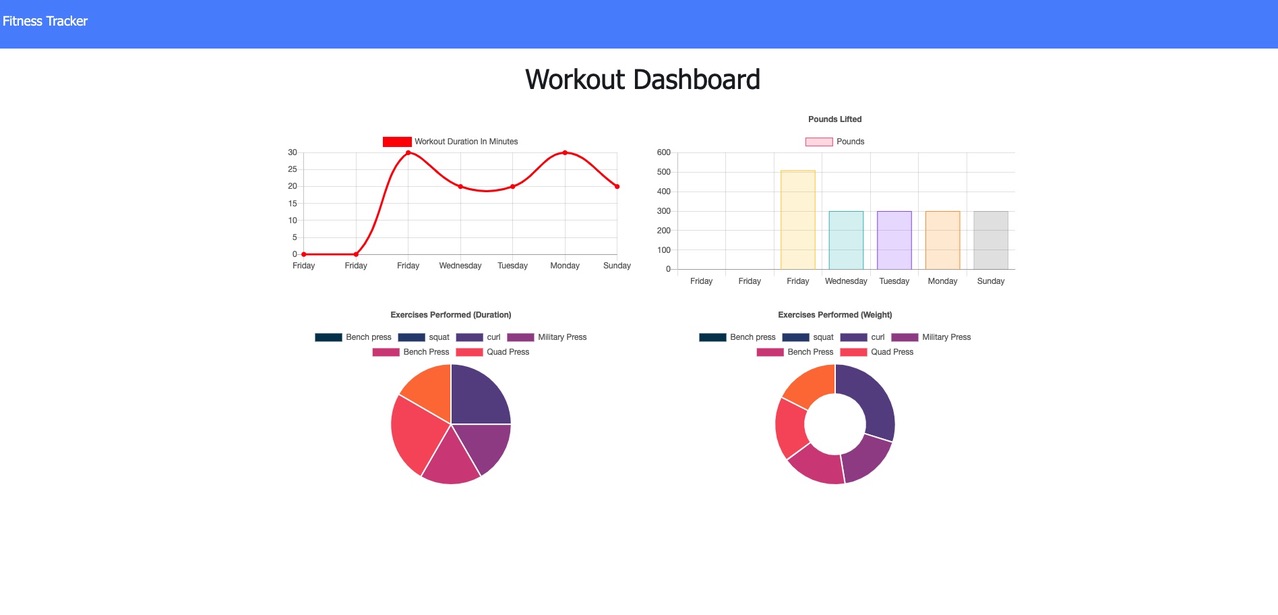 Fitness Tracker
Workout Dashboard
Workout Duration In Minutes
30
25
20
15
10
5
0
Friday Friday Friday Wednesday Tuesday Monday Sunday
Pounds Lifted
Pounds
600
500
400
300
200
100
0
Friday Friday Friday Wednesday Tuesday Monday Sunday
Exercises Performed (Duration)
Bench press squat curl Military Press
Bench Press Quad Press
Exercises Performed (Weight)
Bench press squat curl Military Press
Bench Press Quad Press